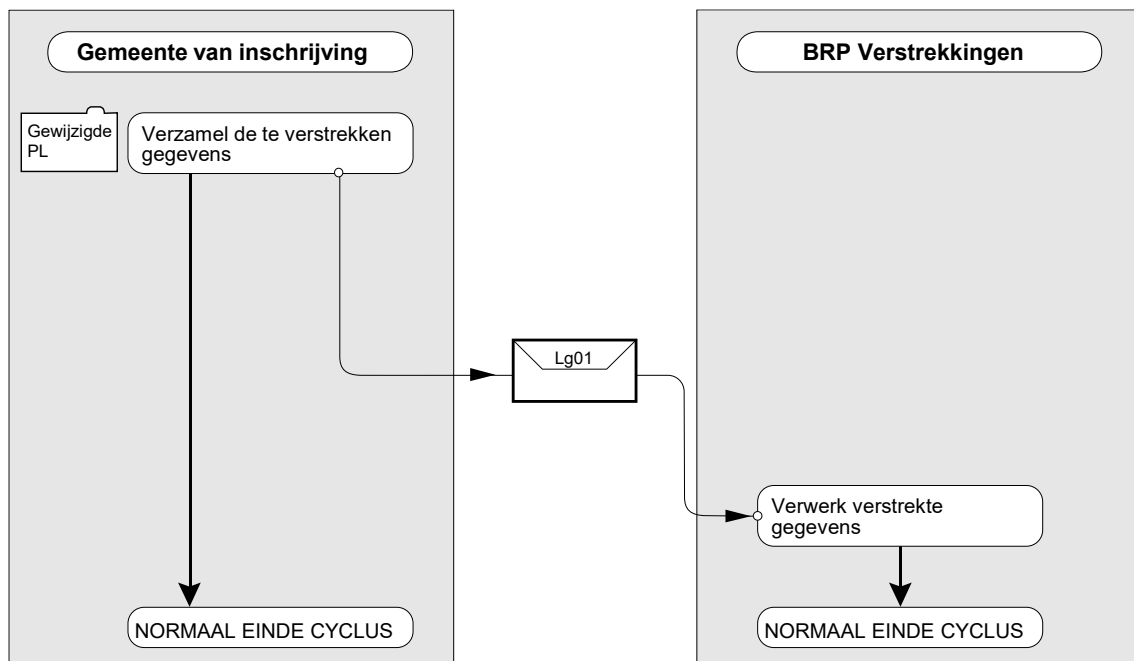 Gemeente van inschrijving
BRP Verstrekkingen
Gewijzigde
PL
Verzamel de te verstrekken
gegevens
Lg01
Verwerk verstrekte
gegevens
NORMAAL EINDE CYCLUS
NORMAAL EINDE CYCLUS